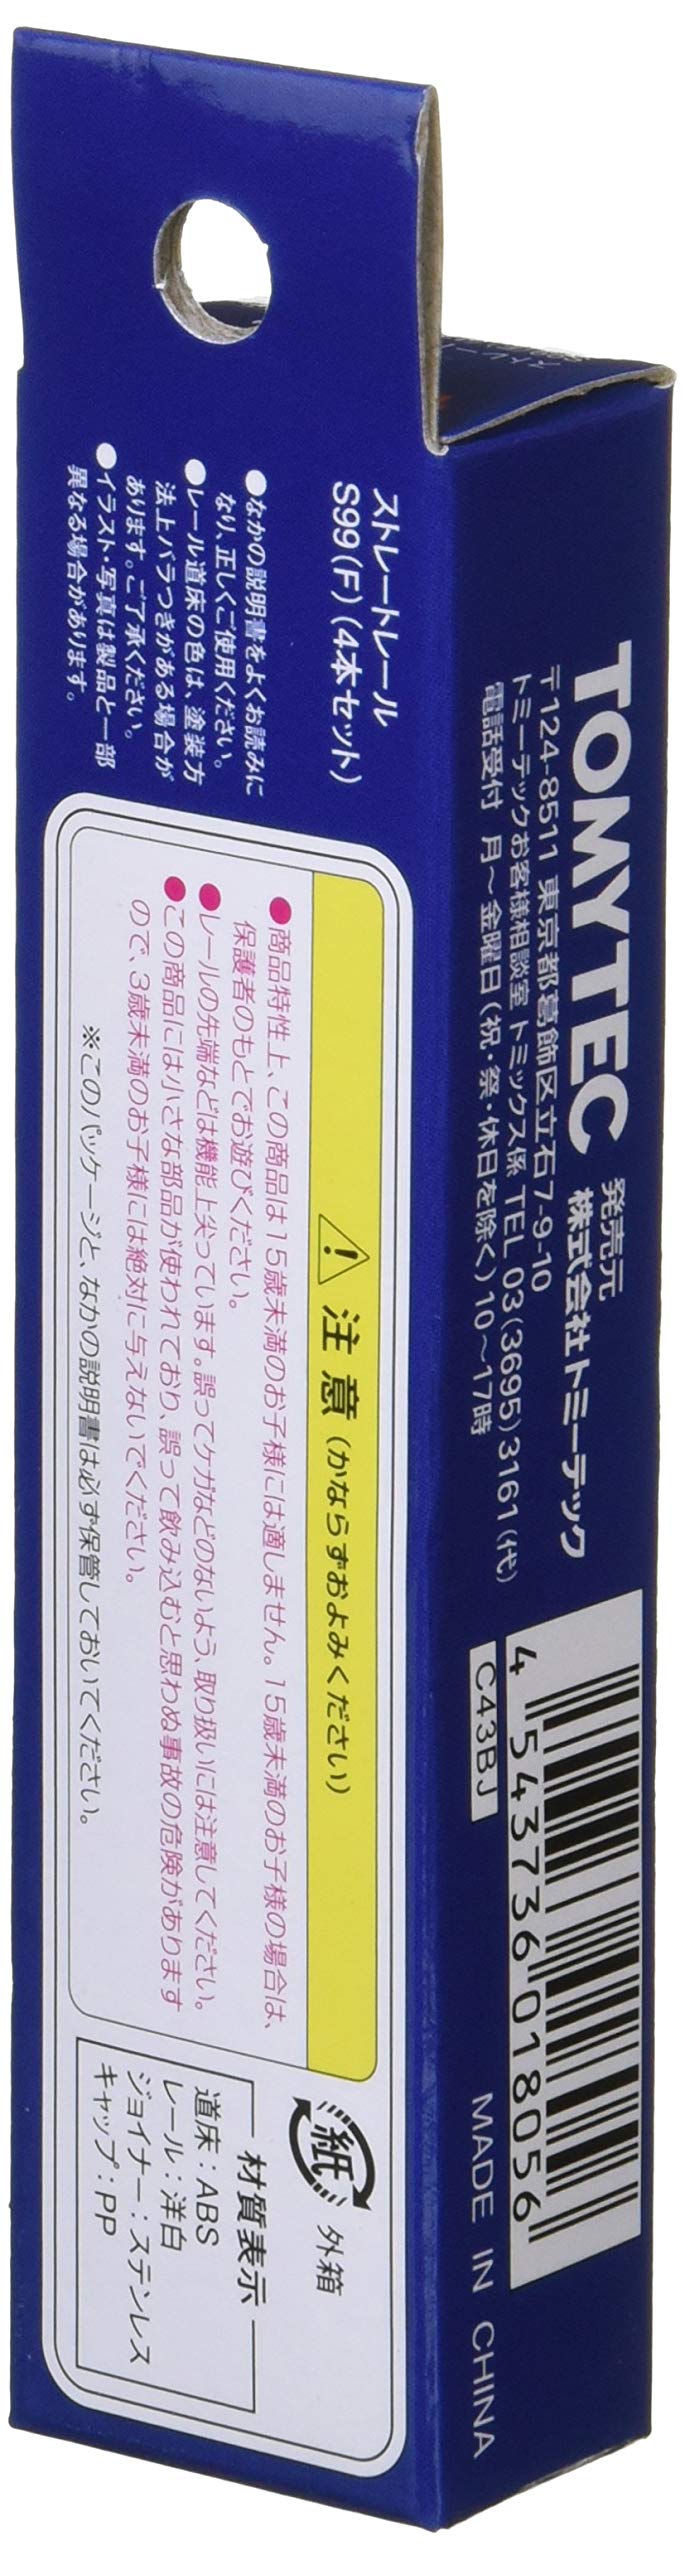 ストレートレール
S99(F)(4本セット)
●なかの説明書をよくお読みに
なり、正しくご使用ください。
●レール道床の色は、塗装方
法上バラつきがある場合が
あります。ご了承ください。
●イラスト・写真は製品と一部
異なる場合があります。
注意(かならずおよみください)
●商品特性上、この商品は15歳未満のお子様には適しません。15歳未満のお子様の場合は、
保護者のもとでお遊びください。
●レールの先端などは機能上尖っています。誤ってケガなどのないよう、取り扱いには注意してください。
●この商品には小さな部品が使われており、誤って飲み込むと思わぬ事故の危険があります
ので、3歳未満のお子様には絶対に与えないでください。
※このパッケージと、なかの説明書は必ず保管しておいてください。
紙 外箱
材質表示
道床:ABS
レール:洋白
ジョイナー:ステンレス
キャップ:PP
TOMYTEC 発売元 株式会社トミーテック
〒124-8511 東京都葛飾区立石7-9-10
トミーテックお客様相談室 トミックス係 TEL 03(3695)3161(代)
電話受付 月～金曜日(祝・祭・休日を除く)10～17時
4 543736 018056
C43BJ
MADE IN CHINA